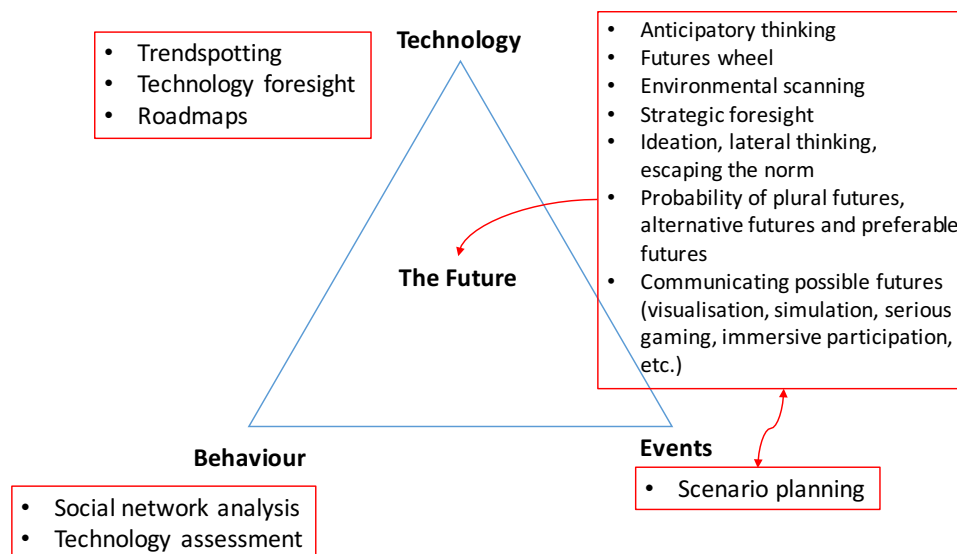 Technology
• Trendspotting
• Technology foresight
• Roadmaps
• Anticipatory thinking
• Futures wheel
• Environmental scanning
• Strategic foresight
• Ideation, lateral thinking,
escaping the norm
• Probability of plural futures,
alternative futures and preferable
futures
• Communicating possible futures
(visualisation, simulation, serious
gaming, immersive participation,
etc.)
The Future
Behaviour
• Social network analysis
• Technology assessment
Events
• Scenario planning